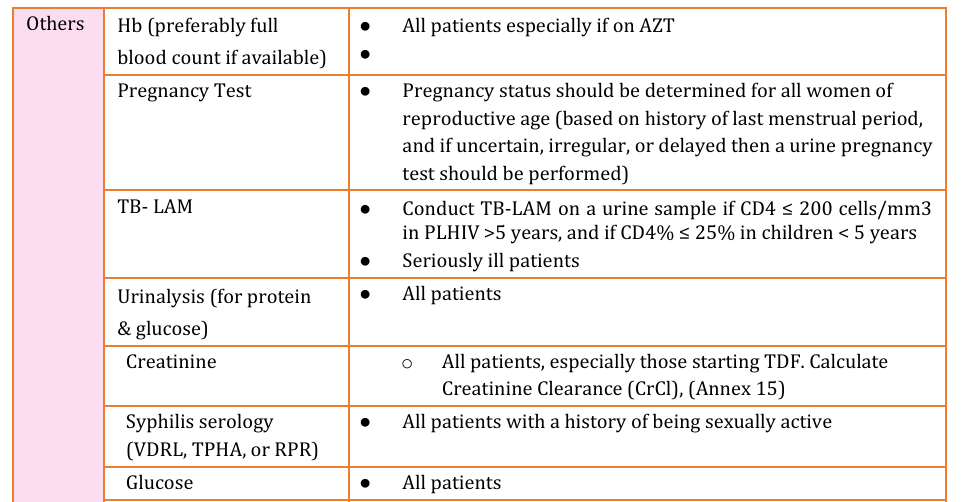 Others
Hb (preferably full
blood count if available)
● All patients especially if on AZT
●
Pregnancy Test
● Pregnancy status should be determined for all women of
reproductive age (based on history of last menstrual period,
and if uncertain, irregular, or delayed then a urine pregnancy
test should be performed)
TB- LAM
● Conduct TB-LAM on a urine sample if CD4 ≤ 200 cells/mm3
in PLHIV >5 years, and if CD4% ≤ 25% in children < 5 years
● Seriously ill patients
Urinalysis (for protein
& glucose)
● All patients
Creatinine
○ All patients, especially those starting TDF. Calculate
Creatinine Clearance (CrCl), (Annex 15)
Syphilis serology
(VDRL, TPHA, or RPR)
● All patients with a history of being sexually active
Glucose
● All patients